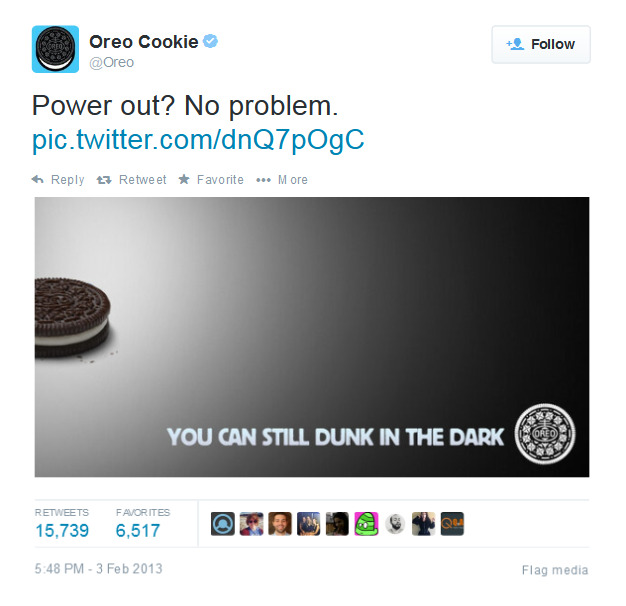 Oreo Cookie
@Oreo
Follow
Power out? No problem.
pic.twitter.com/dnQ7pOgC
Reply Retweet Favorite More
YOU CAN STILL DUNK IN THE DARK
OREO
RETWEETS FAVORITES
15,739 6,517
5:48 PM - 3 Feb 2013 Flag media